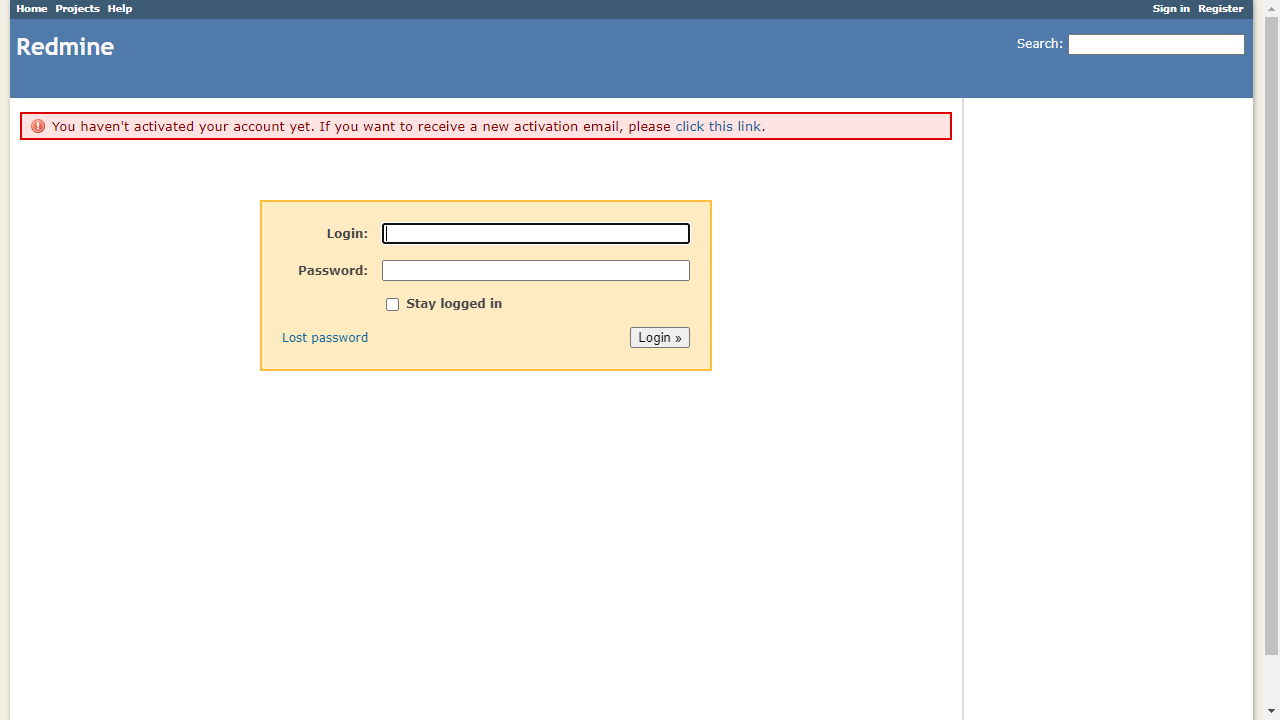 Home Projects Help Sign in Register
Redmine
Search:
You haven't activated your account yet. If you want to receive a new activation email, please click this link.
Login:
Password:
Stay logged in
Lost password
Login »